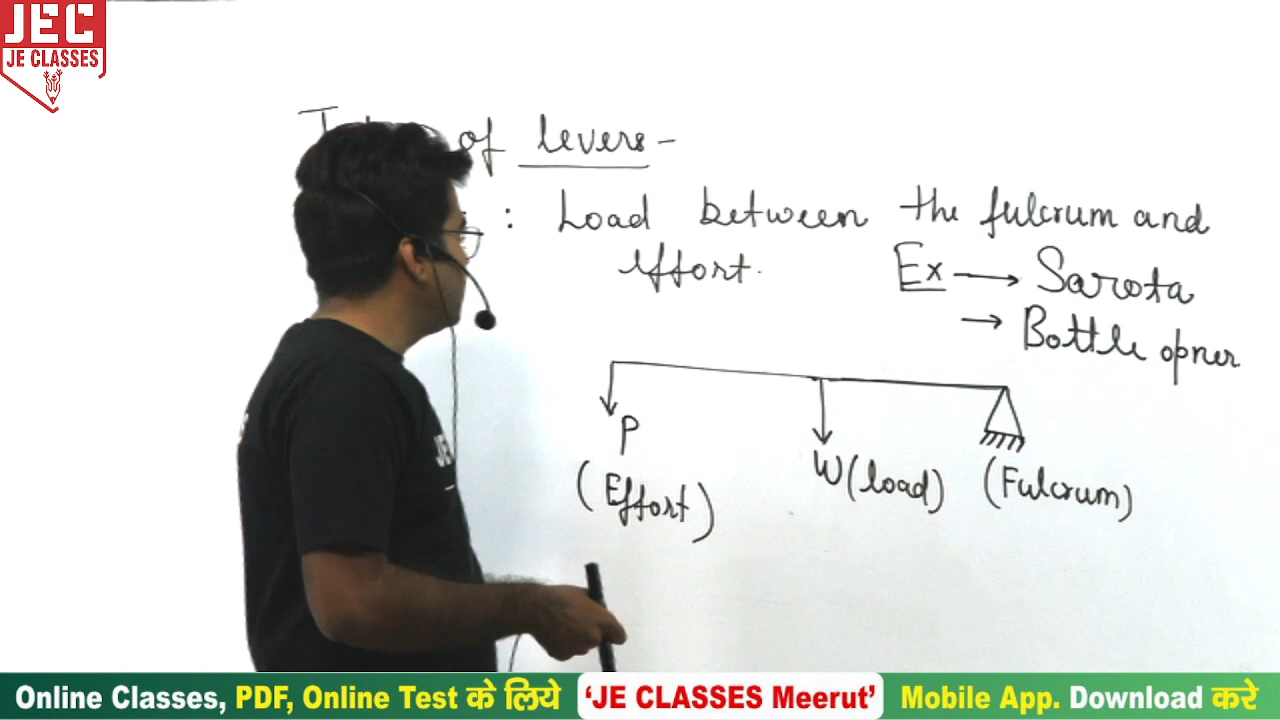 JEC
JE CLASSES
of levers -
: Load between the fulcrum and
effort.
Ex → Sarota
→ Bottle opner
P
(Effort)
W (load)
(Fulcrum)
JE
Online Classes, PDF, Online Test के लिये 'JE CLASSES Meerut' Mobile App. Download करे